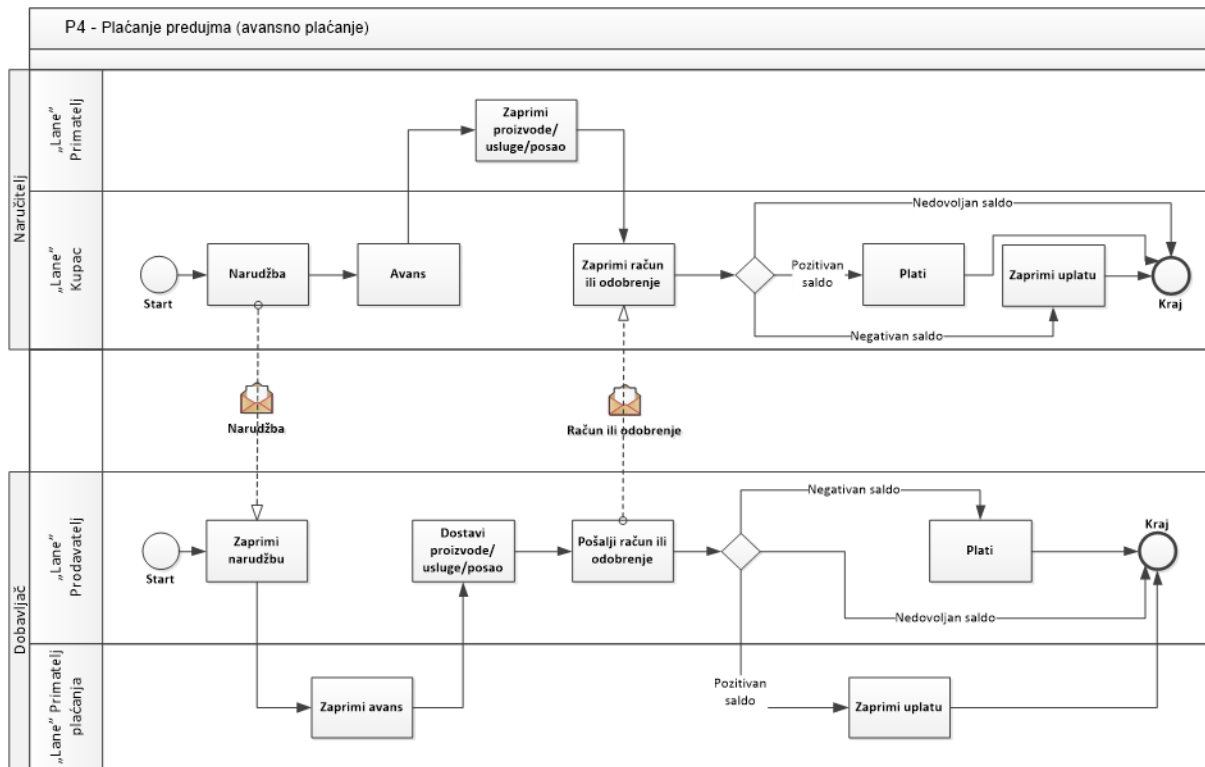 P4 - Plaćanje predujma (avansno plaćanje)
Naručitelj
„Lane”
Primatelj
Zaprimi
proizvode/
usluge/posao
„Lane”
Kupac
Start
Narudžba
Avans
Zaprimi račun
ili odobrenje
Nedovoljan saldo
Pozitivan
saldo
Plati
Zaprimi uplatu
Kraj
Negativan saldo
Narudžba
Račun ili odobrenje
Dobavljač
„Lane”
Prodavatelj
Start
Zaprimi
narudžbu
Dostavi
proizvode/
usluge/posao
Pošalji račun ili
odobrenje
Negativan saldo
Plati
Kraj
Nedovoljan saldo
„Lane” Primatelj
plaćanja
Zaprimi avans
Pozitivan
saldo
Zaprimi uplatu